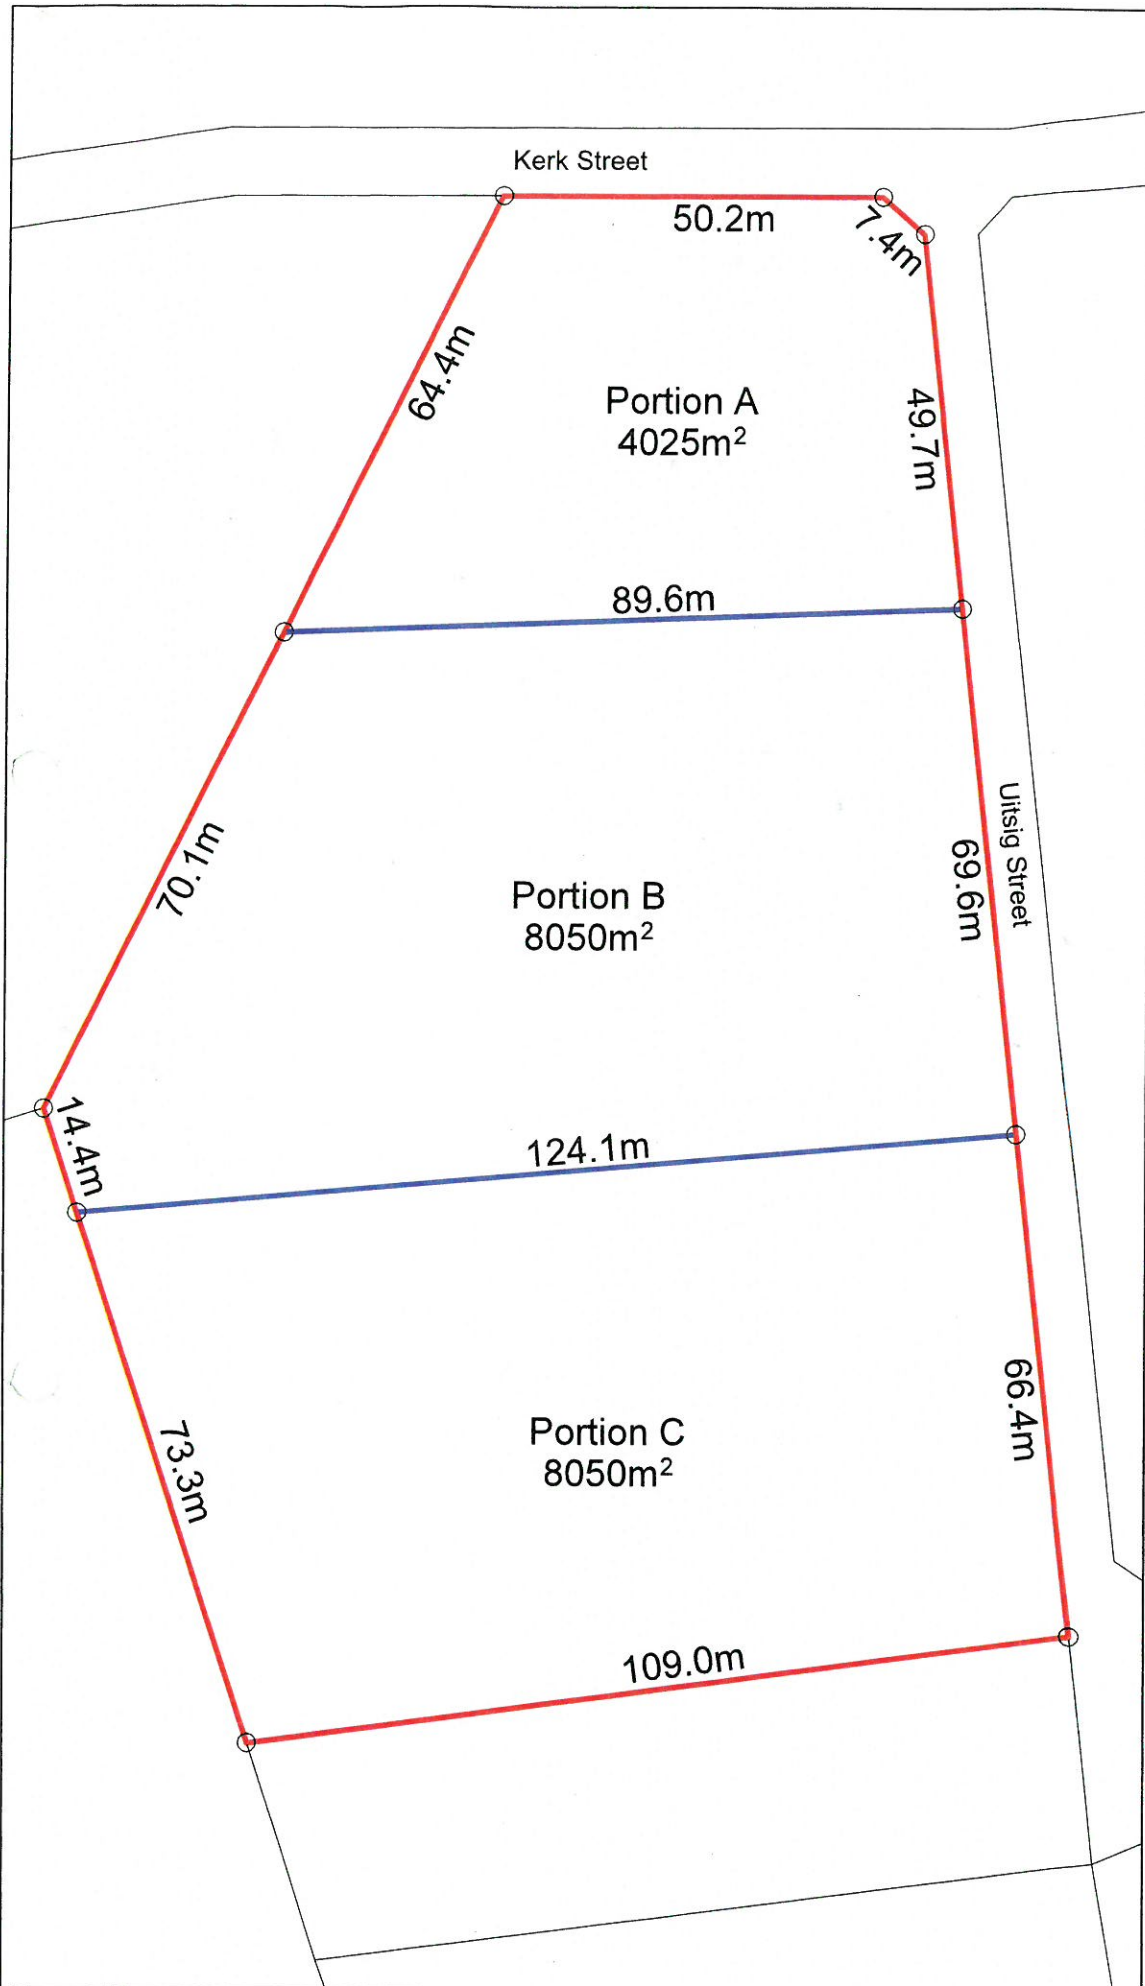 Kerk Street
50.2m
7.4m
64.4m
Portion A
4025m²
49.7m
89.6m
70.1m
Portion B
8050m²
69.6m
Uitsig Street
14.4m
124.1m
73.3m
Portion C
8050m²
66.4m
109.0m